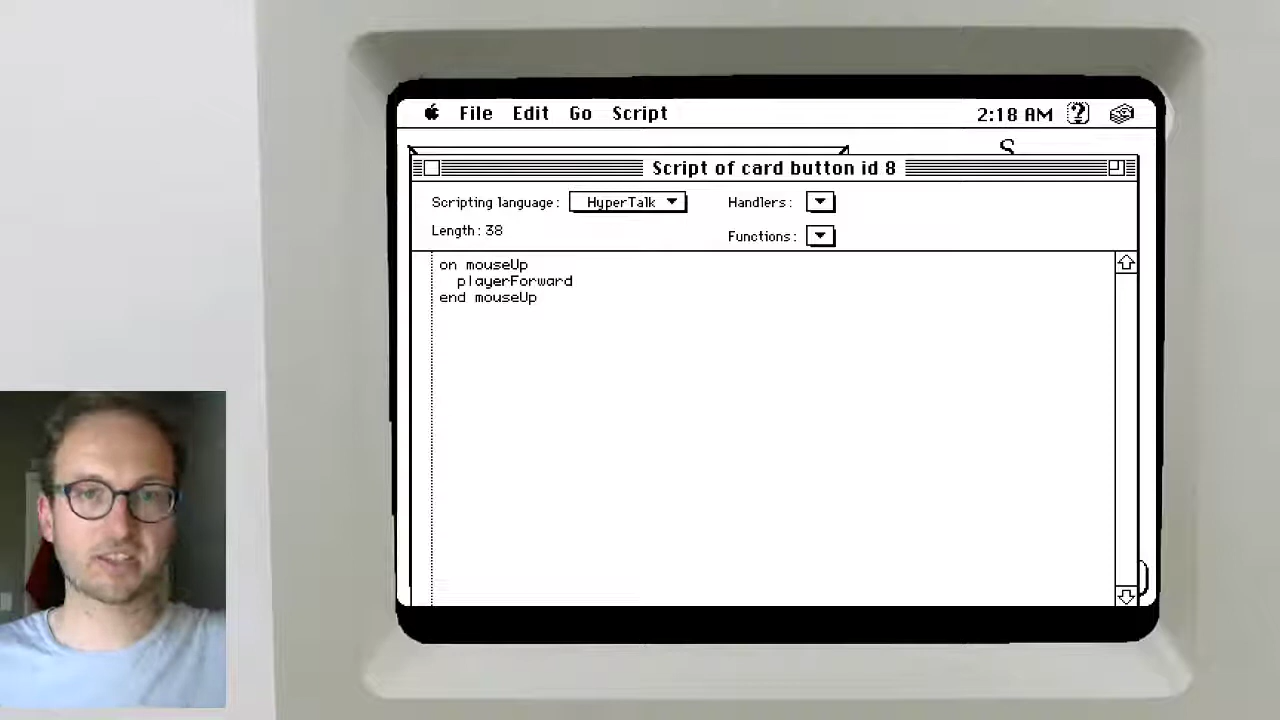 File Edit Go Script 2:18 AM ?
S
Script of card button id 8
Scripting language: HyperTalk Handlers:
Length: 38
Functions:
on mouseUp
playerForward
end mouseUp